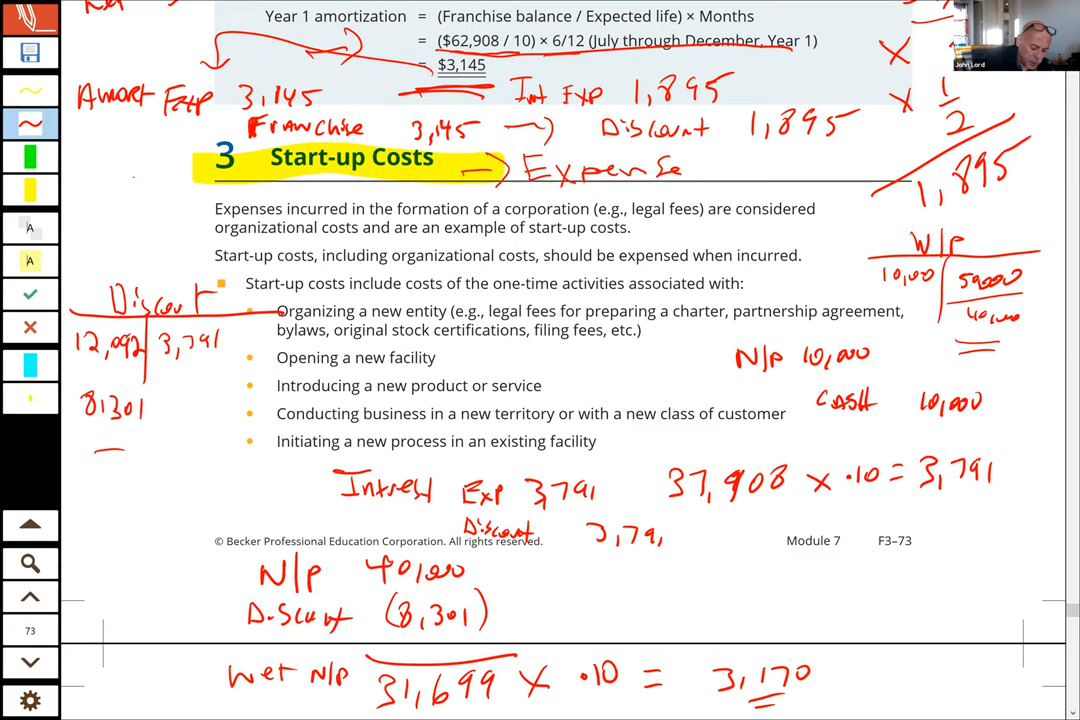 Year 1 amortization = (Franchise balance / Expected life) × Months
= ($62,908 / 10) × 6/12 (July through December, Year 1)
= $3,145
John Lord
X
Amort Exp 3,145
Int Exp 1,895
X 1/2
Franchise 3,145
Discount 1,895
1,895
3 Start-up Costs
Expense
Expenses incurred in the formation of a corporation (e.g., legal fees) are considered
organizational costs and are an example of start-up costs.
Start-up costs, including organizational costs, should be expensed when incurred.
N/P
10,000 50,000
40,000
Start-up costs include costs of the one-time activities associated with:
Discount
12,092 3,791
8,301
Organizing a new entity (e.g., legal fees for preparing a charter, partnership agreement,
bylaws, original stock certifications, filing fees, etc.)
Opening a new facility
Introducing a new product or service
Conducting business in a new territory or with a new class of customer
Initiating a new process in an existing facility
N/P 10,000
CASH 10,000
Intrest Exp 3,791
37,908 X .10 = 3,791
Discount 3,791
© Becker Professional Education Corporation. All rights reserved.
Module 7 F3–73
N/P 40,000
Discount (8,301)
Net N/P 31,699 X .10 = 3,170
A
A
73